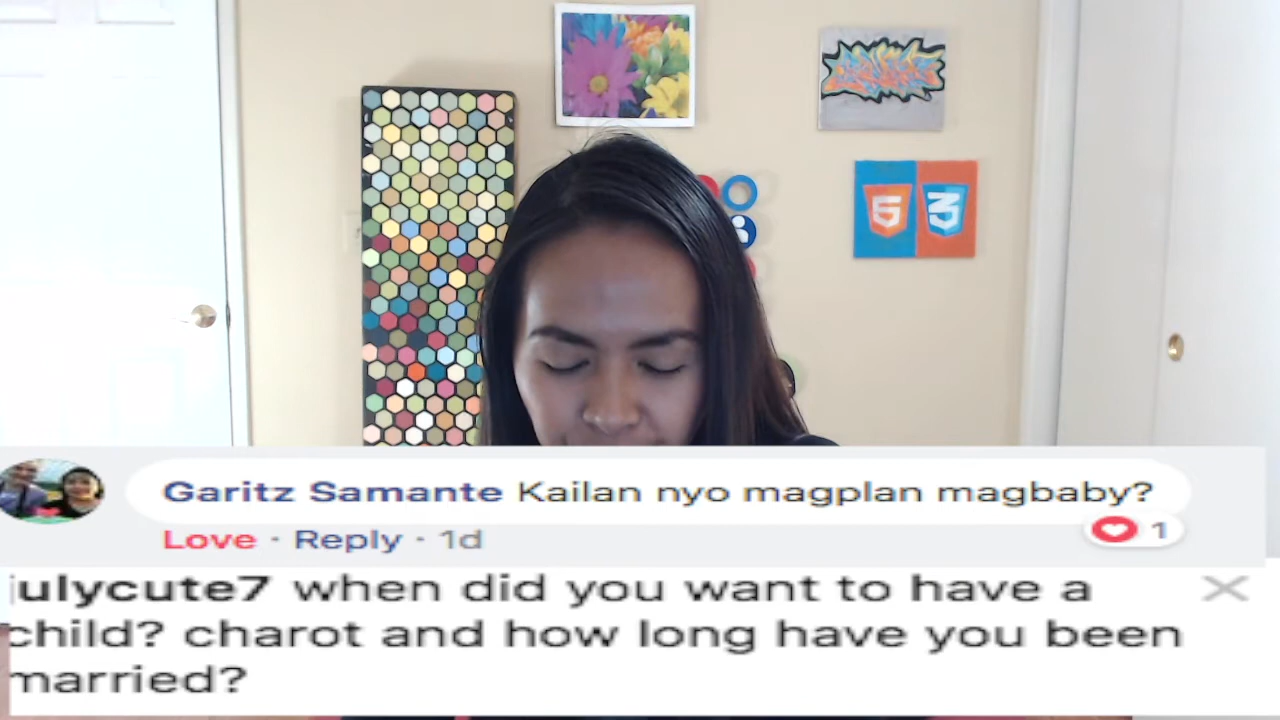 5 3
Garitz Samante Kailan nyo magplan magbaby?
Love · Reply · 1d
1
julycute7 when did you want to have a
child? charot and how long have you been
married?